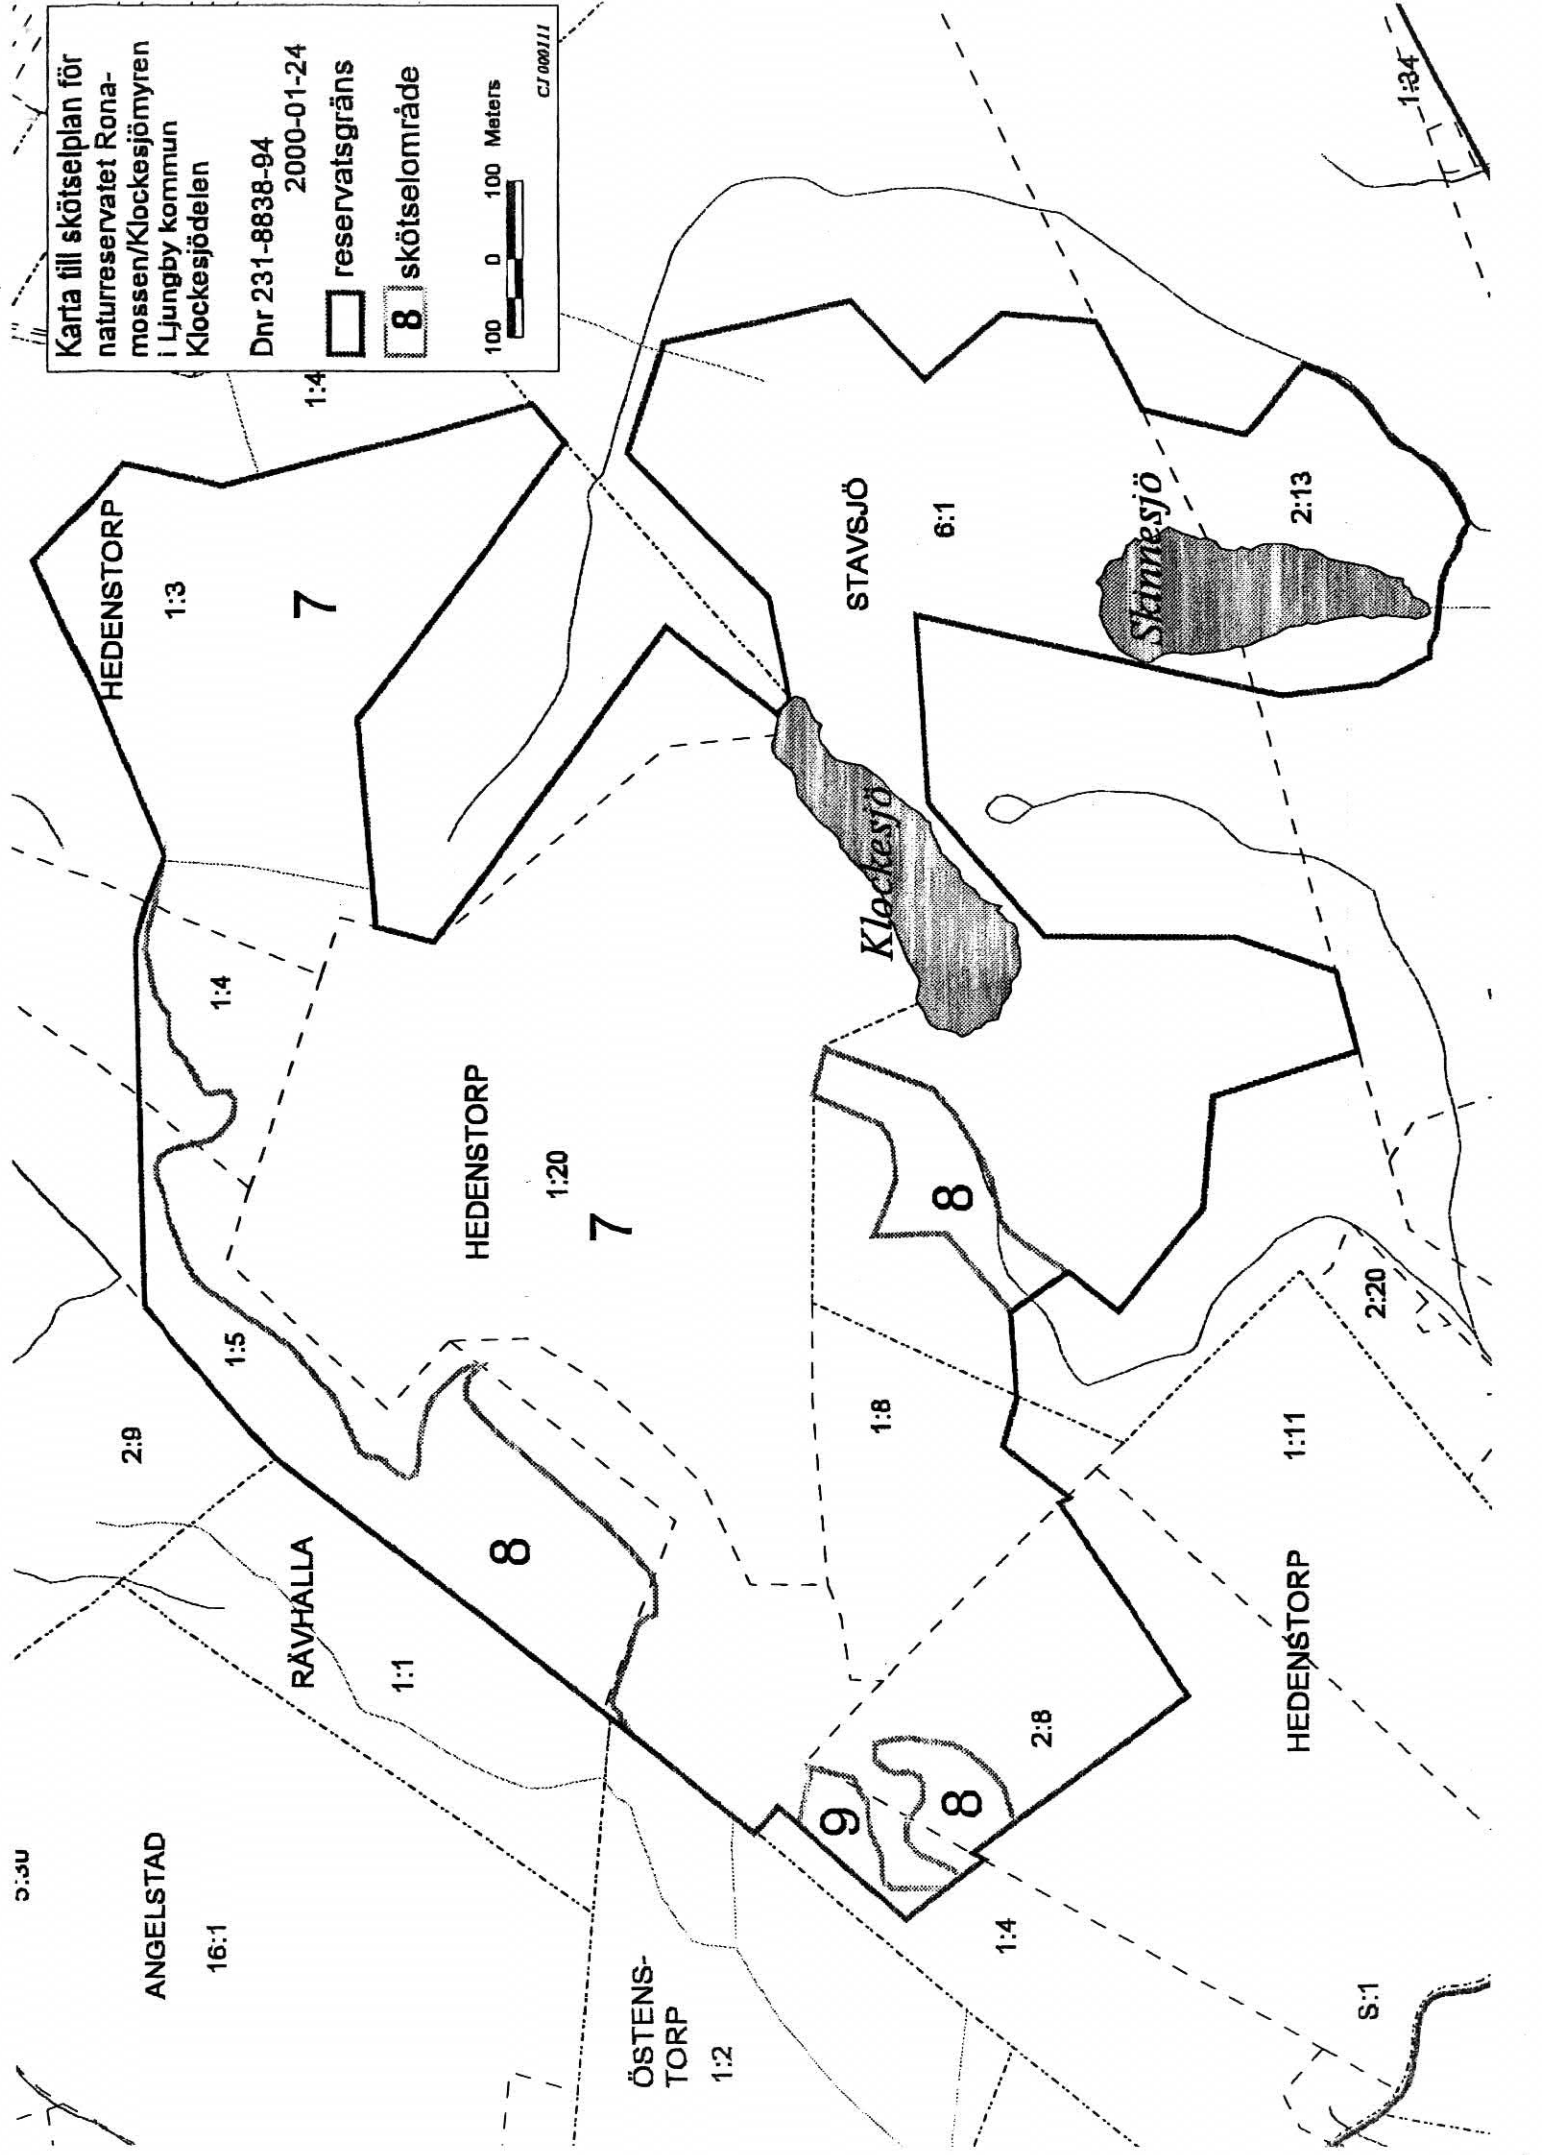 Karta till skötselplan för
naturreservatet Rona-
mossen/Klockesjömyren
i Ljungby kommun
Klockesjödelen
Dnr 231-8838-94
2000-01-24
reservatsgräns
8 skötselområde
100 0 100 Meters
CJ 000111
5:30
ANGELSTAD
16:1
2:9
RÄVHALLA
1:1
1:5
1:4
HEDENSTORP
1:3
7
1:4
8
HEDENSTORP
1:20
7
ÖSTENS-
TORP
1:2
9
8
2:8
1:4
1:8
8
Klockesjö
STAVSJÖ
6:1
Skinnesjö
2:13
1:34
HEDENSTORP
1:11
2:20
S:1